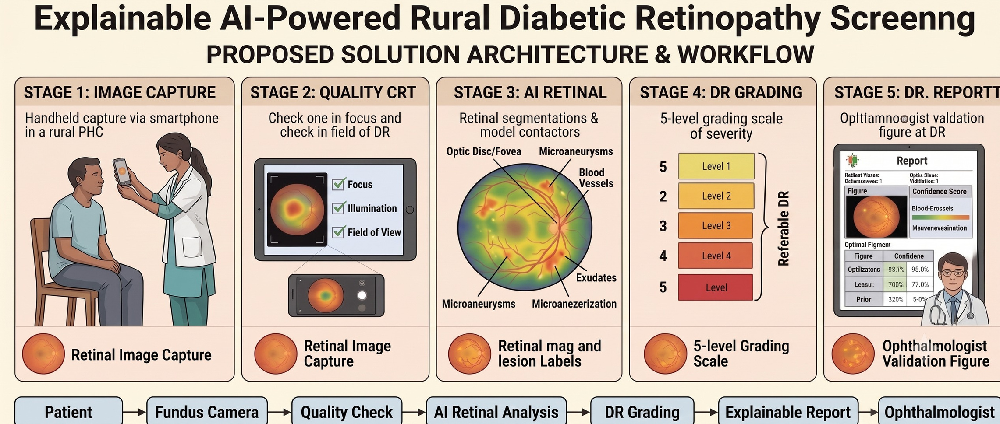 Explainable AI-Powered Rural Diabetic Retinopathy Screenng
PROPOSED SOLUTION ARCHITECTURE & WORKFLOW
STAGE 1: IMAGE CAPTURE
Handheld capture via smartphone
in a rural PHC
Retinal Image Capture
STAGE 2: QUALITY CRT
Check one in focus and
check in field of DR
Focus
Illumination
Field of View
Retinal Image
Capture
STAGE 3: AI RETINAL
Retinal segmentations &
model contactors
Optic Disc/Fovea
Microaneurysms
Blood
Vessels
Exudates
Microaneurysms
Microanezerization
Retinal mag and
lesion Labels
STAGE 4: DR GRADING
5-level grading scale
of severity
5 Level 1
2 Level 2
3 Level 3
4 Level 4
5 Level
Referable DR
5-level Grading
Scale
STAGE 5: DR. REPORTT
valdation
figure at DR
Report
Figure
Confidence Score
Blood-Brosseis
Meuvenevesination
Optimal Figment
Figure Confidene
Optilizatons 93.7% 95.0%
700% 77.0%
Prior 320% 5-0%
Ophthalmologist
Validation Figure
Patient
Fundus Camera
Quality Check
AI Retinal Analysis
DR Grading
Explainable Report
Ophthalmologist